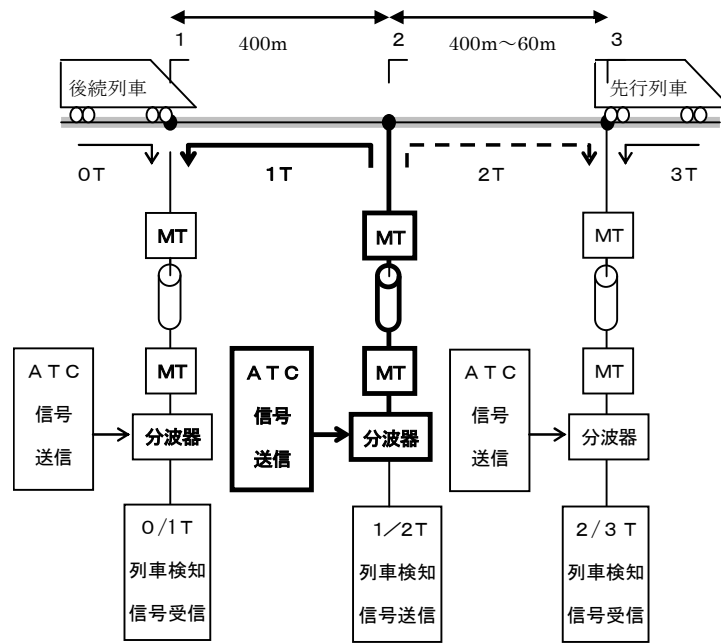 1
400m
2
400m～60m
3
後続列車
先行列車
0T
1T
2T
3T
MT
MT
MT
MT
MT
MT
ATC
信号
送信
ATC
信号
送信
ATC
信号
送信
分波器
分波器
分波器
0/1T
列車検知
信号受信
1/2T
列車検知
信号送信
2/3T
列車検知
信号受信